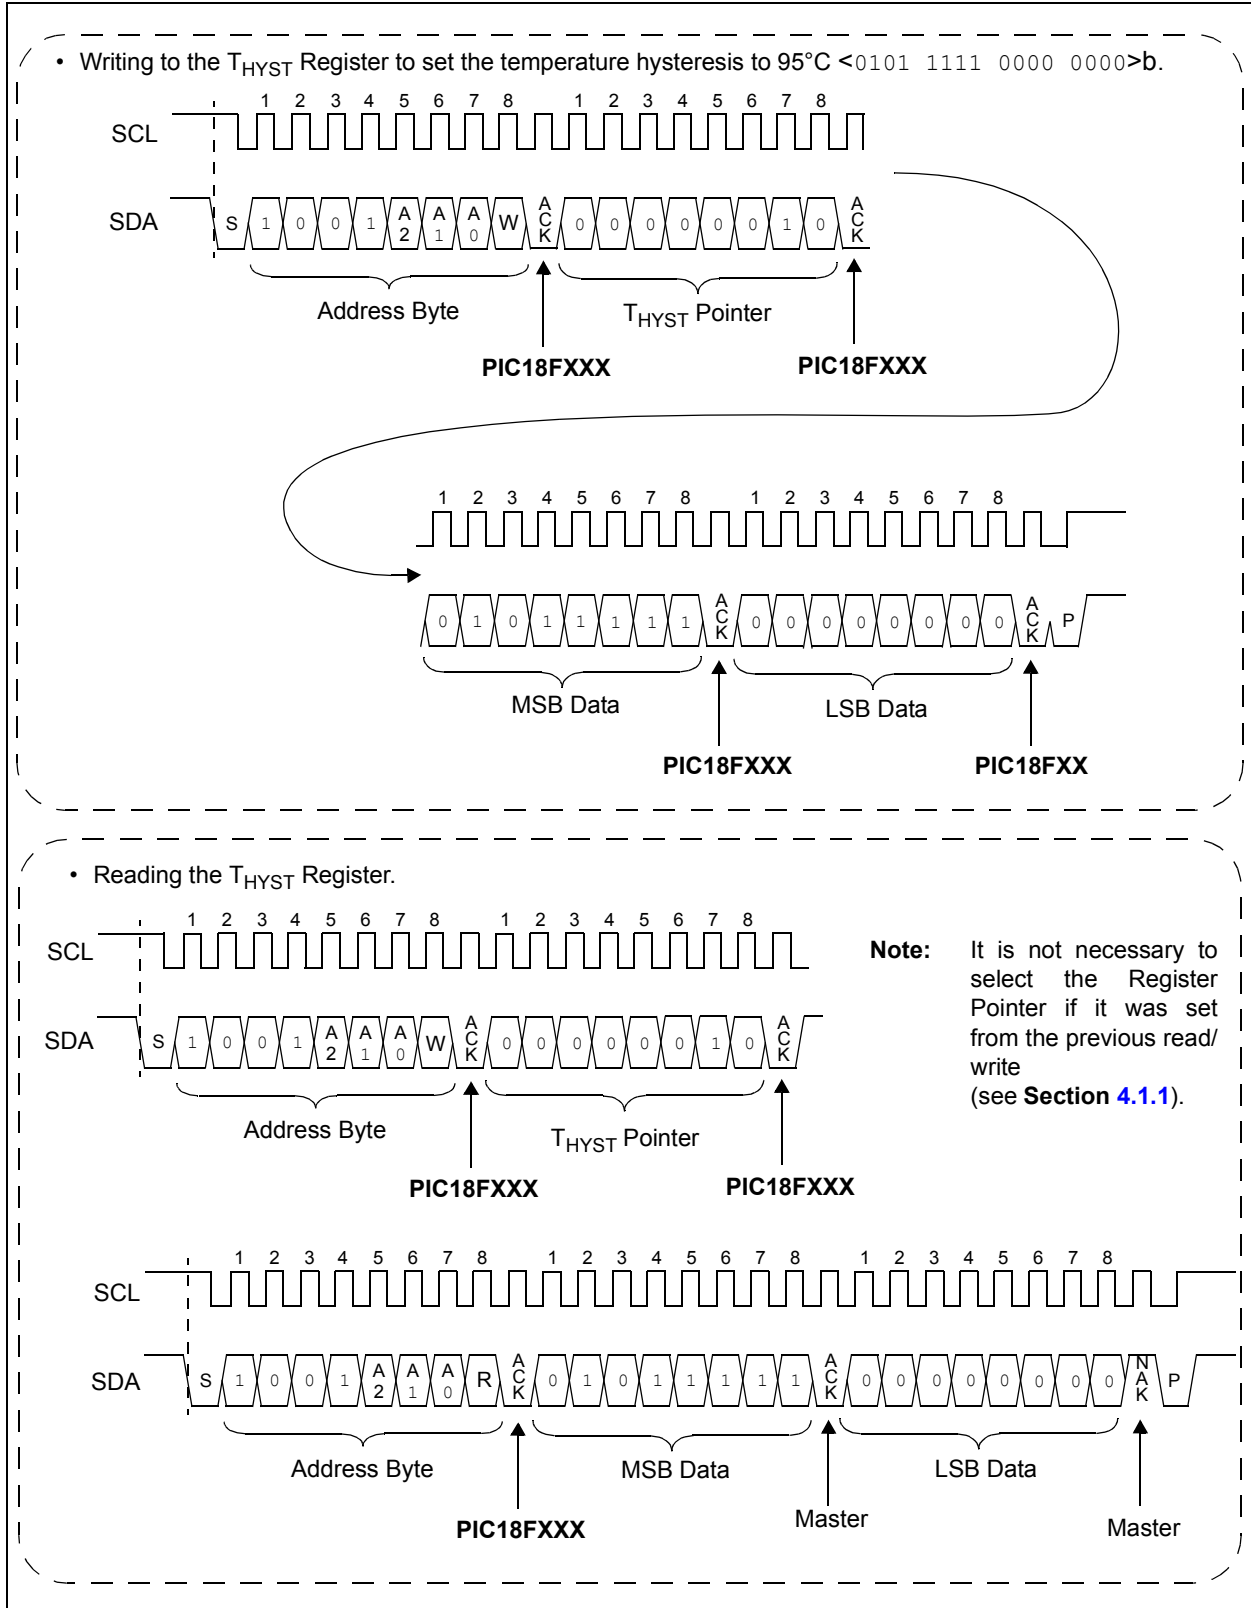 • Writing to the THYST Register to set the temperature hysteresis to 95°C <0101 1111 0000 0000>b.
1 2 3 4 5 6 7 8 1 2 3 4 5 6 7 8
SCL
SDA S 1 0 0 1 A2 A1 A0 W ACK 0 0 0 0 0 0 1 0 ACK
Address Byte THYST Pointer
PIC18FXXX PIC18FXXX
1 2 3 4 5 6 7 8 1 2 3 4 5 6 7 8
0 1 0 1 1 1 1 1 ACK 0 0 0 0 0 0 0 0 ACK P
MSB Data LSB Data
PIC18FXXX PIC18FXX
• Reading the THYST Register.
1 2 3 4 5 6 7 8 1 2 3 4 5 6 7 8
SCL
SDA S 1 0 0 1 A2 A1 A0 W ACK 0 0 0 0 0 0 1 0 ACK
Address Byte THYST Pointer
PIC18FXXX PIC18FXXX
Note: It is not necessary to
select the Register
Pointer if it was set
from the previous read/
write
(see Section 4.1.1).
1 2 3 4 5 6 7 8 1 2 3 4 5 6 7 8 1 2 3 4 5 6 7 8
SCL
SDA S 1 0 0 1 A2 A1 A0 R ACK 0 1 0 1 1 1 1 1 ACK 0 0 0 0 0 0 0 0 NAK P
Address Byte MSB Data LSB Data
PIC18FXXX Master Master